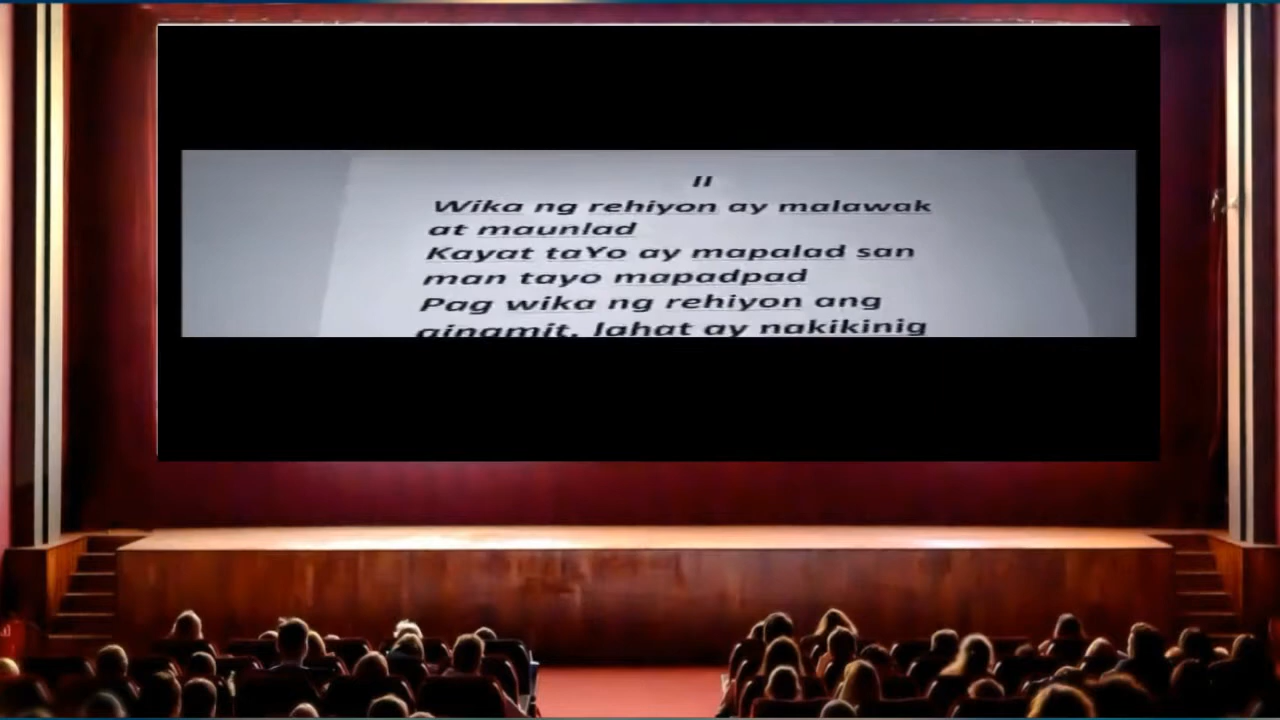 II
Wika ng rehiyon ay malawak
at maunlad
Kayat taYo ay mapalad san
man tayo mapadpad
Pag wika ng rehiyon ang
ginamit, lahat ay nakikinig